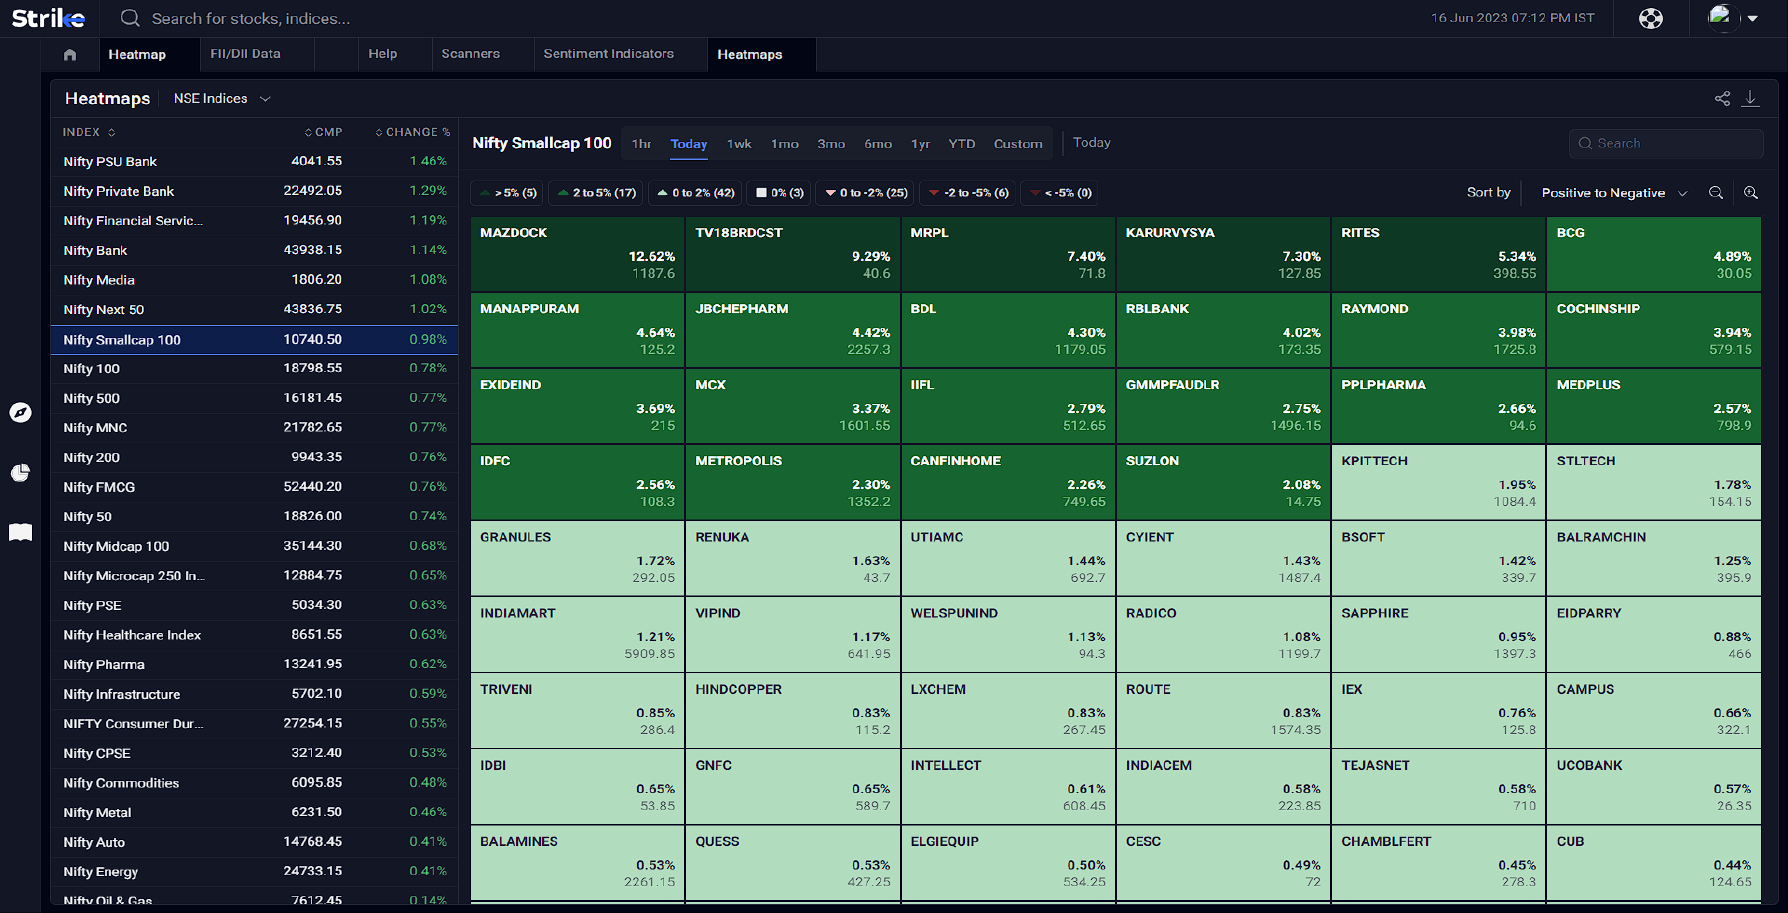 Strike Search for stocks, indices... 16 Jun 2023 07:12 PM IST
Heatmap FII/DII Data Help Scanners Sentiment Indicators Heatmaps
Heatmaps NSE Indices
INDEX CMP CHANGE %
Nifty PSU Bank 4041.55 1.46%
Nifty Private Bank 22492.05 1.29%
Nifty Financial Servic... 19456.90 1.19%
Nifty Bank 43938.15 1.14%
Nifty Media 1806.20 1.08%
Nifty Next 50 43836.75 1.02%
Nifty Smallcap 100 10740.50 0.98%
Nifty 100 18798.55 0.78%
Nifty 500 16181.45 0.77%
Nifty MNC 21782.65 0.77%
Nifty 200 9943.35 0.76%
Nifty FMCG 52440.20 0.76%
Nifty 50 18826.00 0.74%
Nifty Midcap 100 35144.30 0.68%
Nifty Microcap 250 In... 12884.75 0.65%
Nifty PSE 5034.30 0.63%
Nifty Healthcare Index 8651.55 0.63%
Nifty Pharma 13241.95 0.62%
Nifty Infrastructure 5702.10 0.59%
NIFTY Consumer Dur... 27254.15 0.55%
Nifty CPSE 3212.40 0.53%
Nifty Commodities 6095.85 0.48%
Nifty Metal 6231.50 0.46%
Nifty Auto 14768.45 0.41%
Nifty Energy 24733.15 0.41%
Nifty Oil & Gas 7612.45 0.14%
Nifty Smallcap 100 1hr Today 1wk 1mo 3mo 6mo 1yr YTD Custom Today Search
> 5% (5) 2 to 5% (17) 0 to 2% (42) 0% (3) 0 to -2% (25) -2 to -5% (6) < -5% (0) Sort by Positive to Negative
MAZDOCK TV18BRDCST MRPL KARURVYSYA RITES BCG
12.62% 9.29% 7.40% 7.30% 5.34% 4.89%
1187.6 40.6 71.8 127.85 398.55 30.05
MANAPPURAM JBCHEPHARM BDL RBLBANK RAYMOND COCHINSHIP
4.64% 4.42% 4.30% 4.02% 3.98% 3.94%
125.2 2257.3 1179.05 173.35 1725.8 579.15
EXIDEIND MCX IIFL GMMPFAUDLR PPLPHARMA MEDPLUS
3.69% 3.37% 2.79% 2.75% 2.66% 2.57%
215 1601.55 512.65 1496.15 94.6 798.9
IDFC METROPOLIS CANFINHOME SUZLON KPITTECH STLTECH
2.56% 2.30% 2.26% 2.08% 1.95% 1.78%
108.3 1352.2 749.65 14.75 1084.4 154.15
GRANULES RENUKA UTIAMC CYIENT BSOFT BALRAMCHIN
1.72% 1.63% 1.44% 1.43% 1.42% 1.25%
292.05 43.7 692.7 1487.4 339.7 395.9
INDIAMART VIPIND WELSPUNIND RADICO SAPPHIRE EIDPARRY
1.21% 1.17% 1.13% 1.08% 0.95% 0.88%
5909.85 641.95 94.3 1199.7 1397.3 466
TRIVENI HINDCOPPER LXCHEM ROUTE IEX CAMPUS
0.85% 0.83% 0.83% 0.83% 0.76% 0.66%
286.4 115.2 267.45 1574.35 125.8 322.1
IDBI GNFC INTELLECT INDIACEM TEJASNET UCOBANK
0.65% 0.65% 0.61% 0.58% 0.58% 0.57%
53.85 589.7 608.45 223.85 710 26.35
BALAMINES QUESS ELGIEQUIP CESC CHAMBLFERT CUB
0.53% 0.53% 0.50% 0.49% 0.45% 0.44%
2261.15 427.25 534.25 72 278.3 124.65